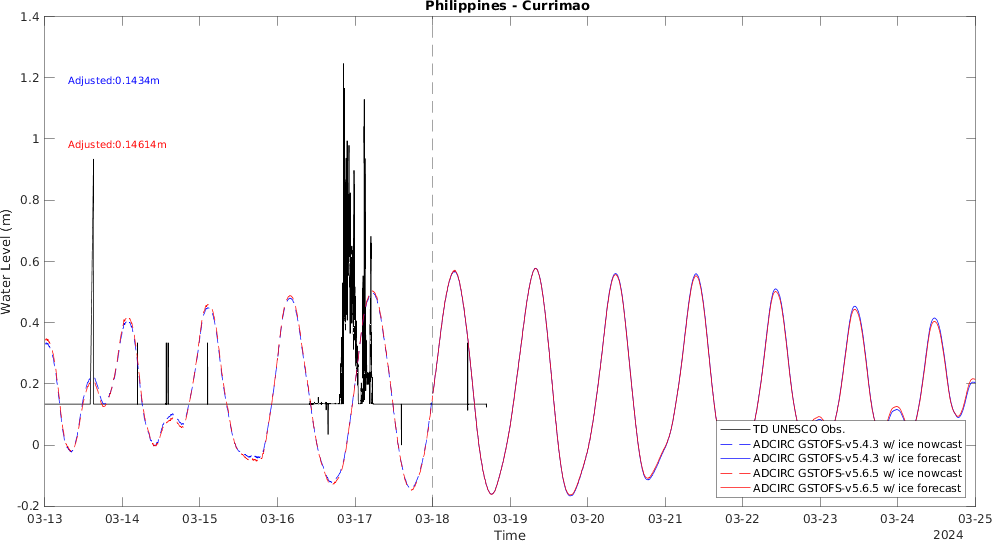 Philippines - Currimao
1.4
1.2
1
0.8
0.6
0.4
0.2
0
-0.2
Water Level (m)
Adjusted:0.1434m
Adjusted:0.14614m
TD UNESCO Obs.
ADCIRC GSTOFS-v5.4.3 w/ ice nowcast
ADCIRC GSTOFS-v5.4.3 w/ ice forecast
ADCIRC GSTOFS-v5.6.5 w/ ice nowcast
ADCIRC GSTOFS-v5.6.5 w/ ice forecast
03-13 03-14 03-15 03-16 03-17 03-18 03-19 03-20 03-21 03-22 03-23 03-24 03-25
Time
2024